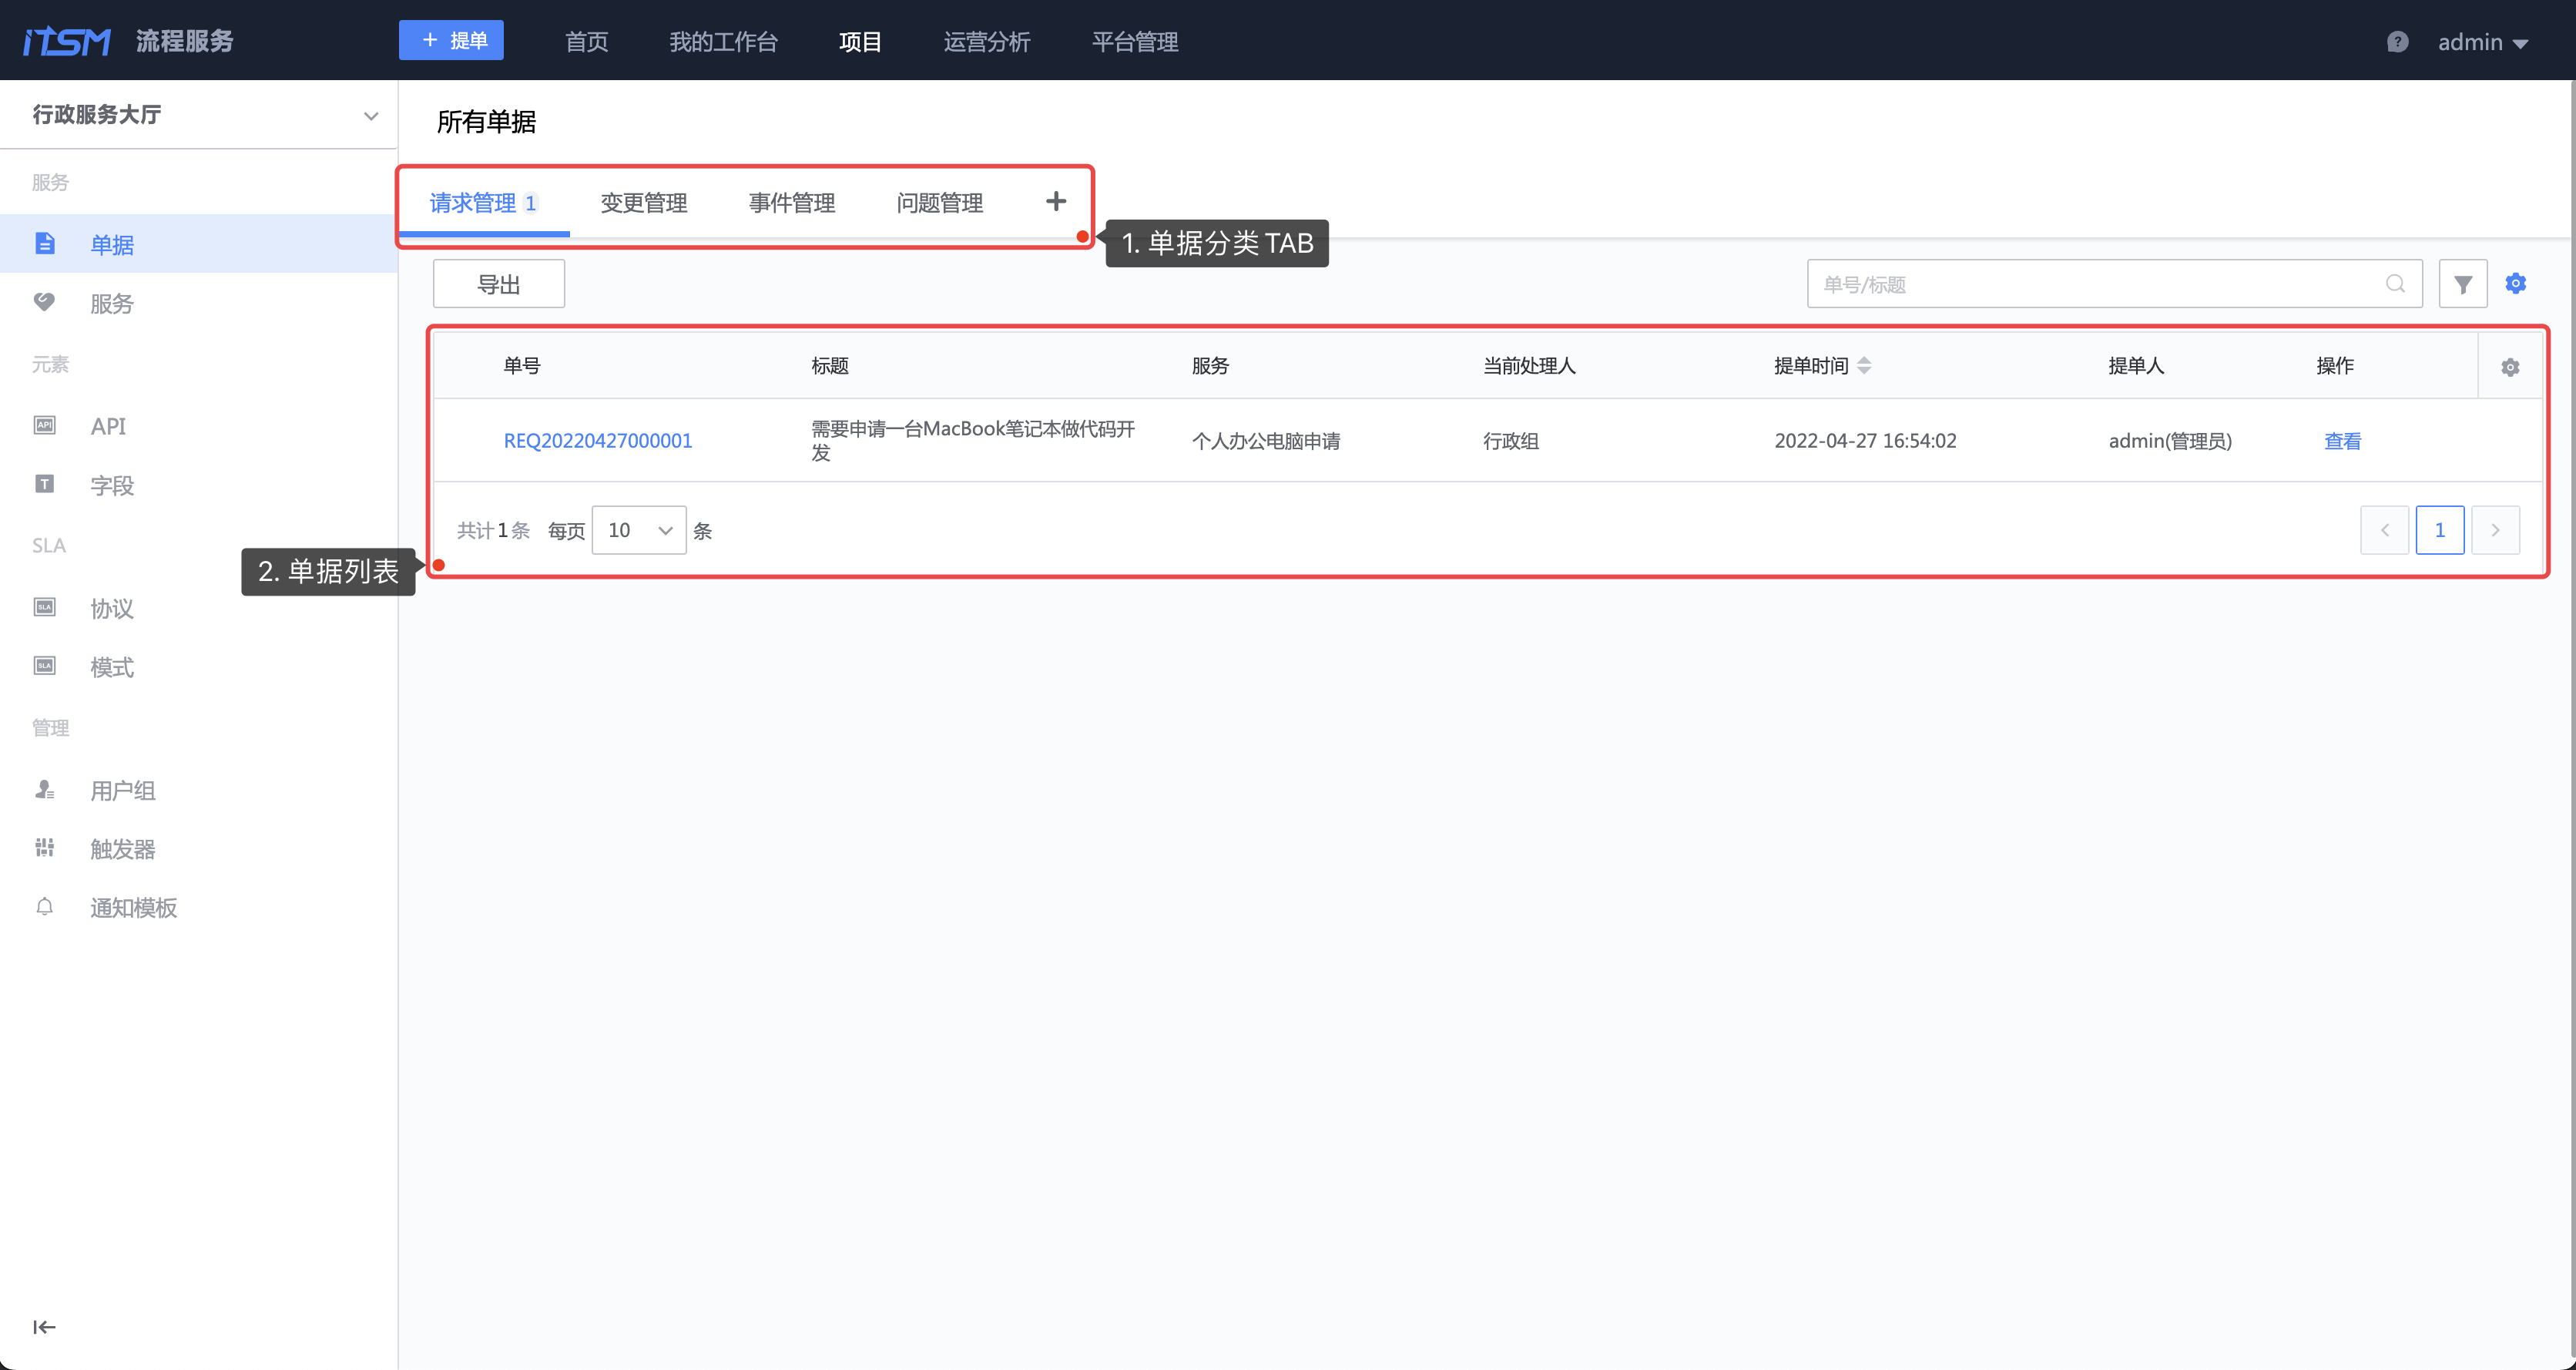 iTSM 流程服务
+ 提单
首页
我的工作台
项目
运营分析
平台管理
?
admin
行政服务大厅
服务
单据
服务
元素
API API
T 字段
SLA
SLA 协议
SLA 模式
管理
用户组
触发器
通知模板
所有单据
请求管理 1 变更管理 事件管理 问题管理 +
1. 单据分类 TAB
导出
单号/标题
单号 标题 服务 当前处理人 提单时间 提单人 操作
REQ20220427000001 需要申请一台MacBook笔记本做代码开
发
个人办公电脑申请 行政组 2022-04-27 16:54:02 admin(管理员) 查看
共计1条 每页 10 条
1
2. 单据列表